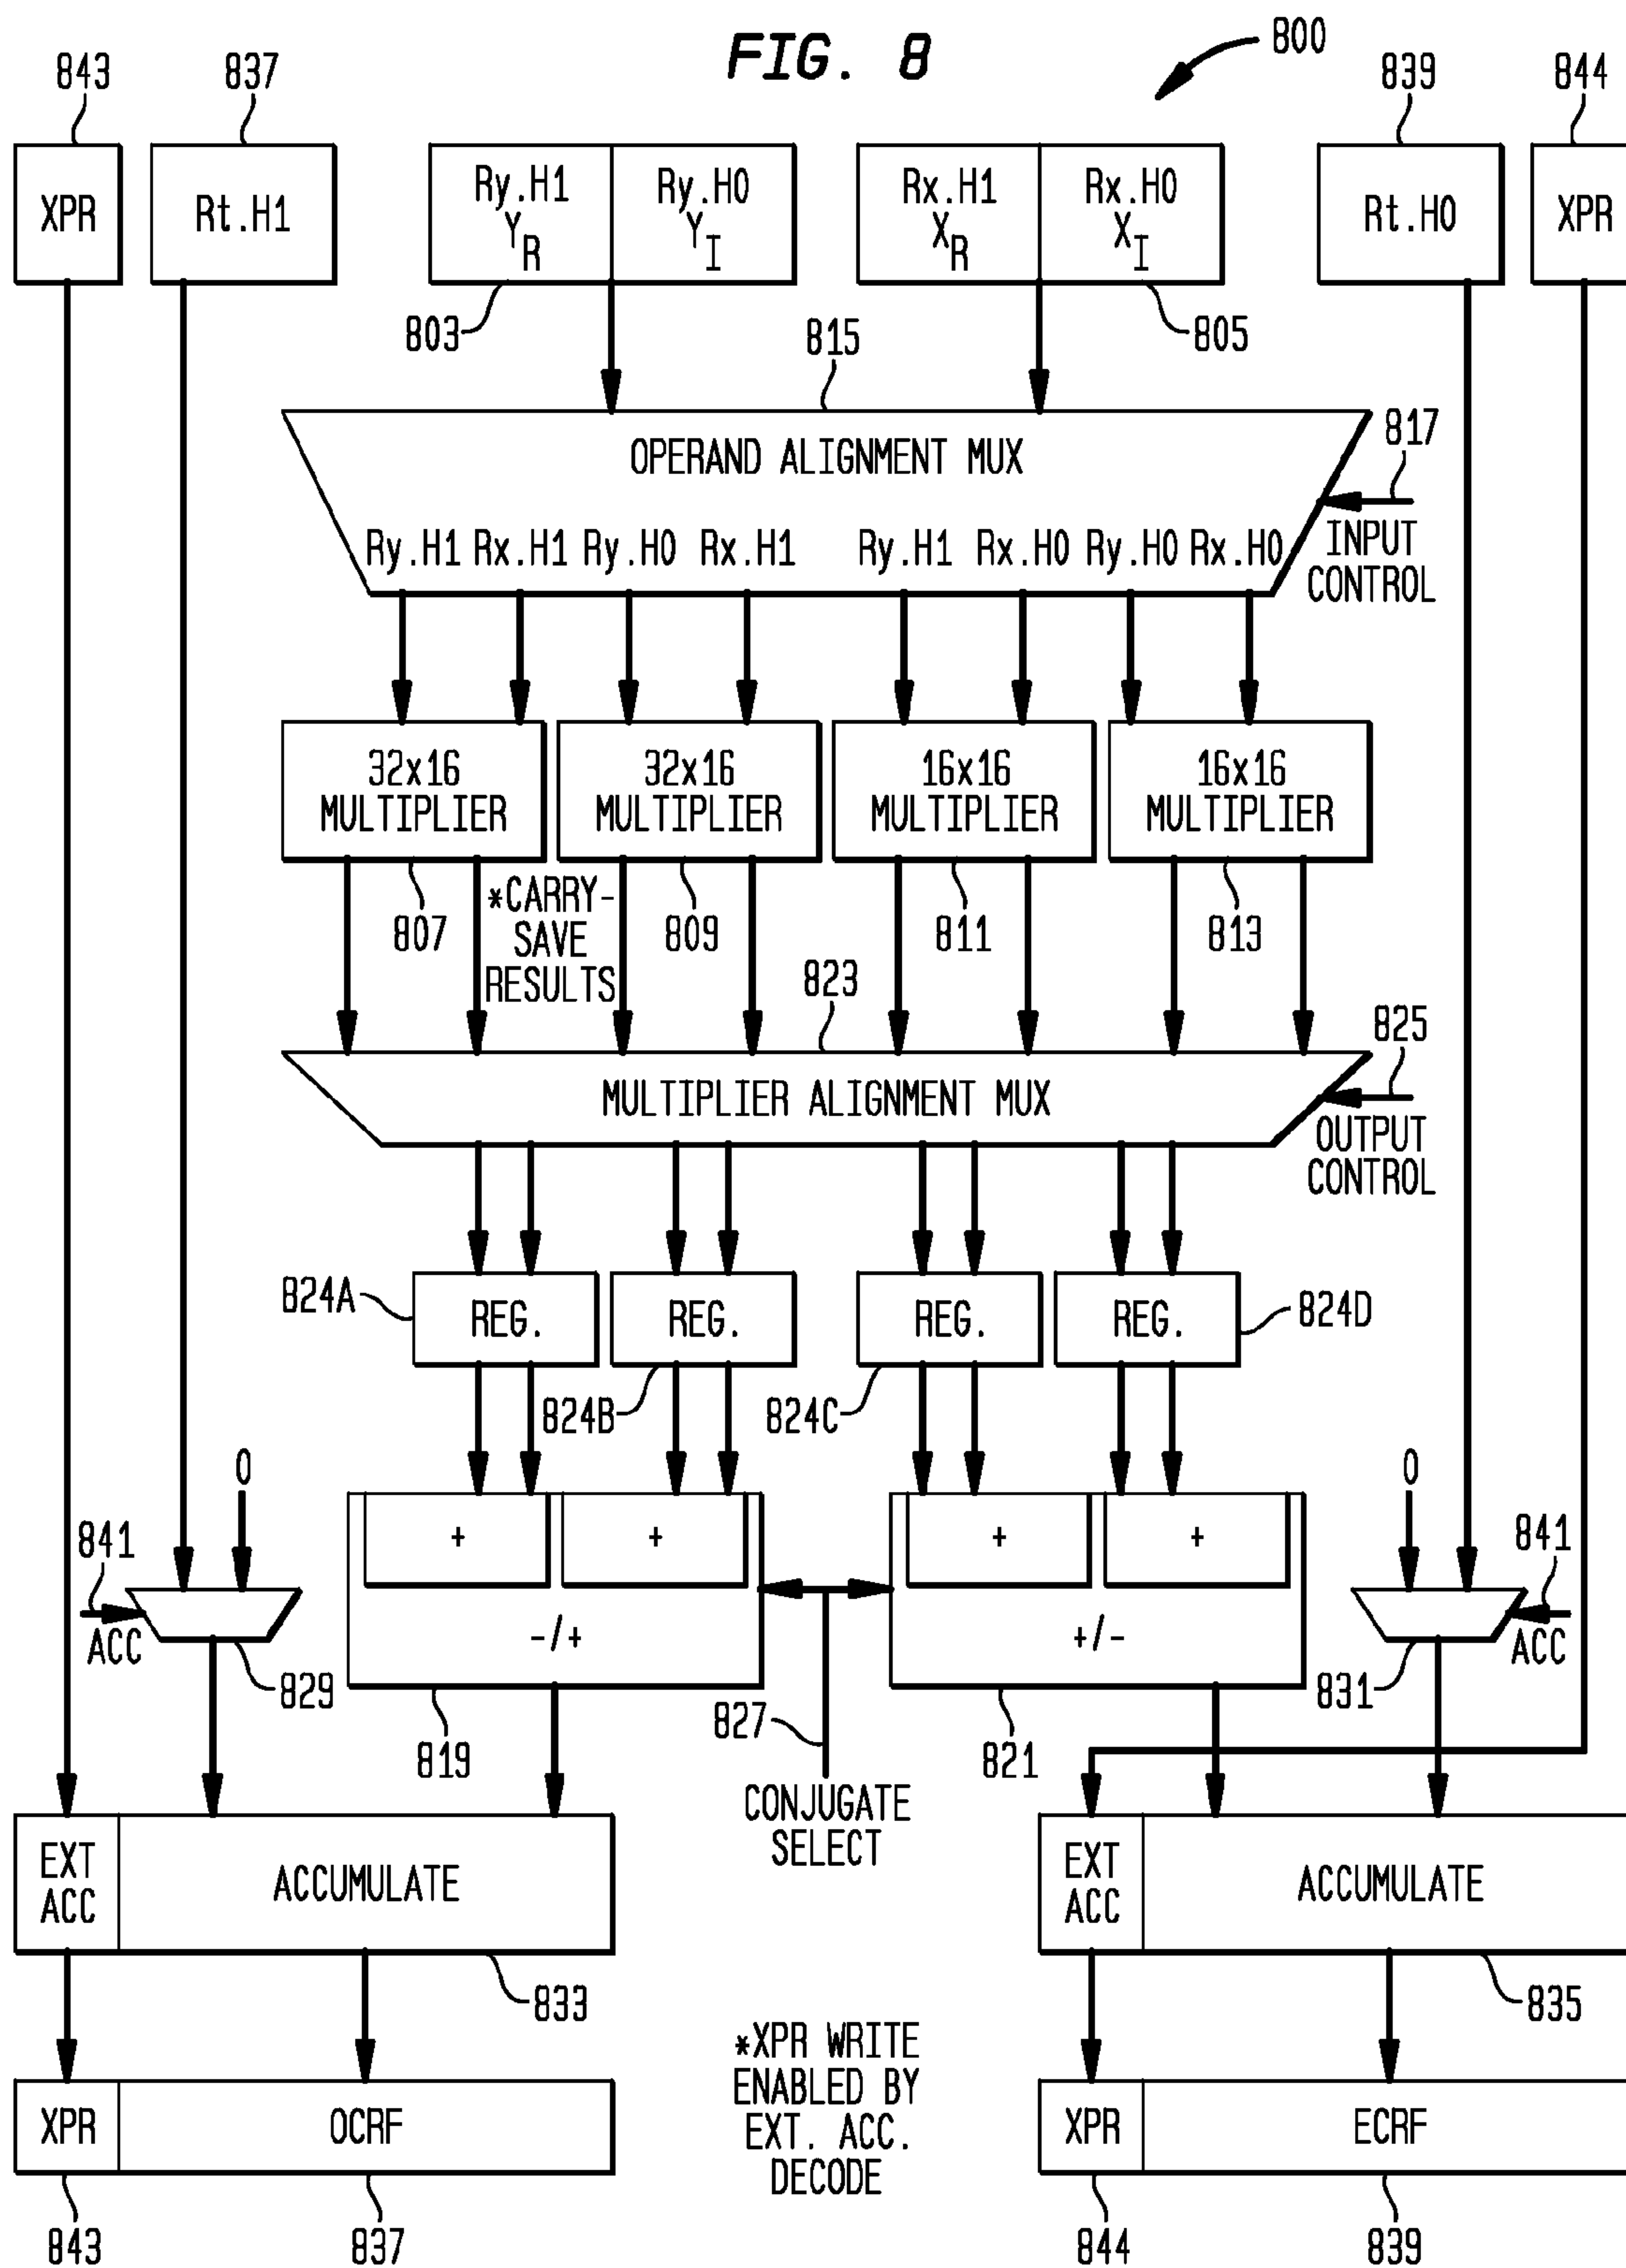 FIG. 8
800
843
837
839
844
XPR
Rt.H1
Ry.H1
Y
R
Ry.H0
Y
I
Rx.H1
X
R
Rx.H0
X
I
Rt.H0
XPR
803
815
805
OPERAND ALIGNMENT MUX
817
INPUT
CONTROL
Ry.H1 Rx.H1 Ry.H0 Rx.H1 Ry.H1 Rx.H0 Ry.H0 Rx.H0
32x16
MULTIPLIER
32x16
MULTIPLIER
16x16
MULTIPLIER
16x16
MULTIPLIER
807
*CARRY-
SAVE
RESULTS
809
811
813
823
825
MULTIPLIER ALIGNMENT MUX
OUTPUT
CONTROL
824A
REG.
REG.
REG.
REG.
824D
824B
824C
0
0
841
ACC
829
+
+
-/+
+
+
+/-
841
ACC
831
819
827
821
CONJUGATE
SELECT
EXT
ACC
ACCUMULATE
EXT
ACC
ACCUMULATE
833
835
*XPR WRITE
ENABLED BY
EXT. ACC.
DECODE
XPR
OCRF
XPR
ECRF
843
837
844
839